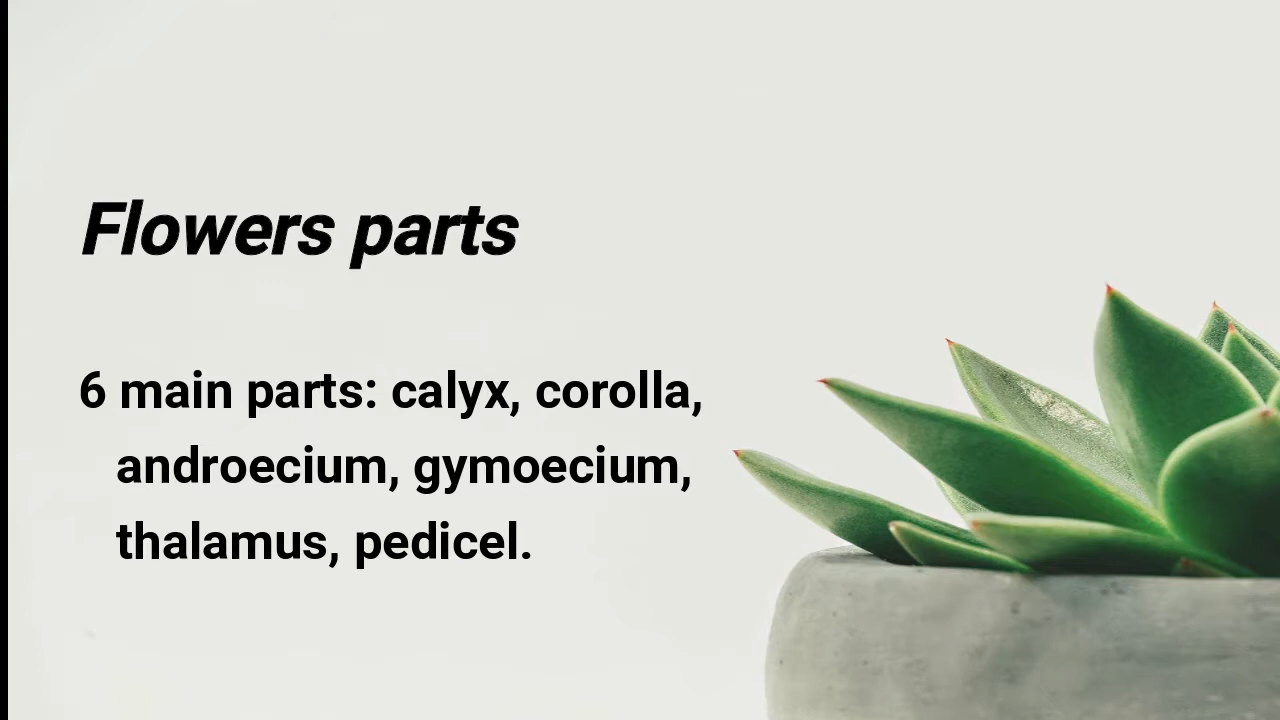 Flowers parts
6 main parts: calyx, corolla,
androecium, gymoecium,
thalamus, pedicel.